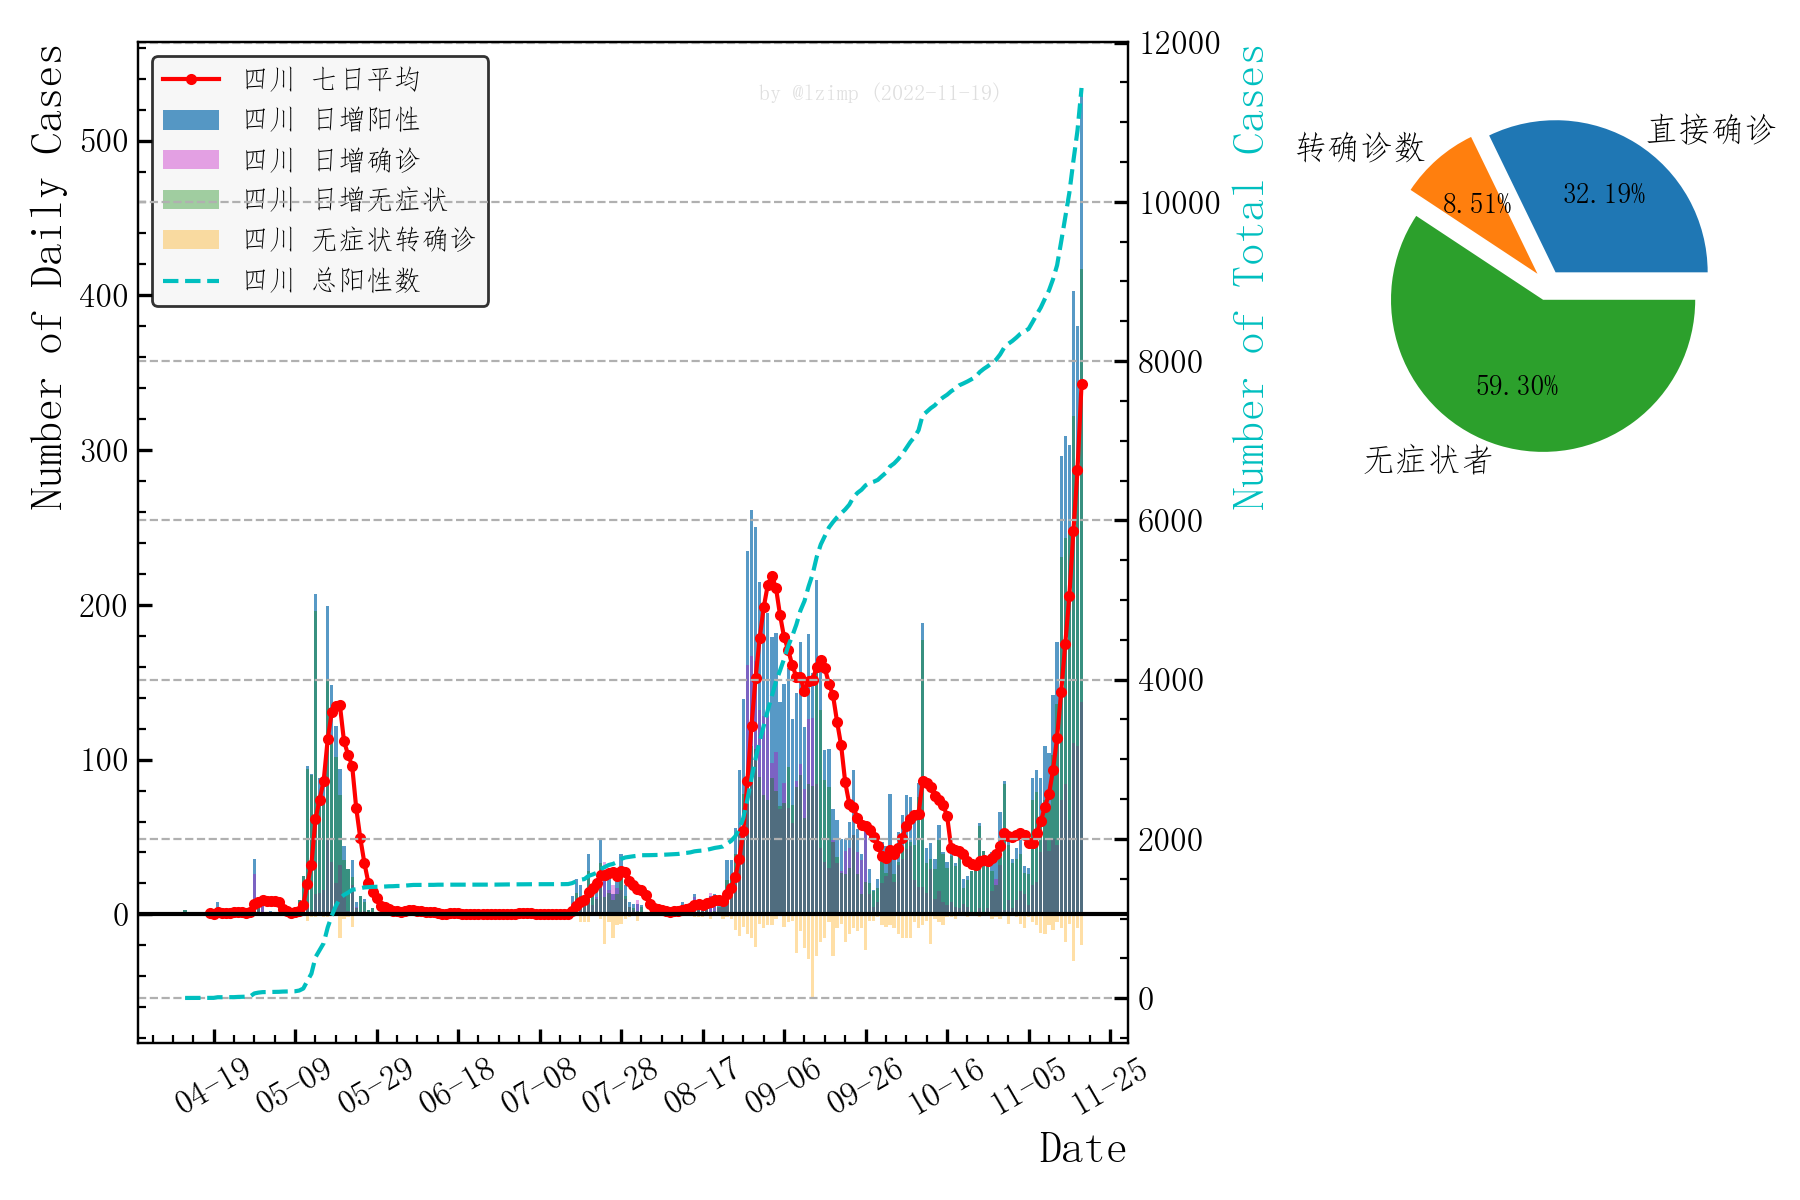 Number of Daily Cases
500
400
300
200
100
0
四川 七日平均
四川 日增阳性
四川 日增确诊
四川 日增无症状
四川 无症状转确诊
四川 总阳性数
by @lzimp (2022-11-19)
12000
10000
8000
6000
4000
2000
0
Number of Total Cases
04-19
05-09
05-29
06-18
07-08
07-28
08-17
09-06
09-26
10-16
11-05
11-25
Date
转确诊数
直接确诊
8.51%
32.19%
59.30%
无症状者